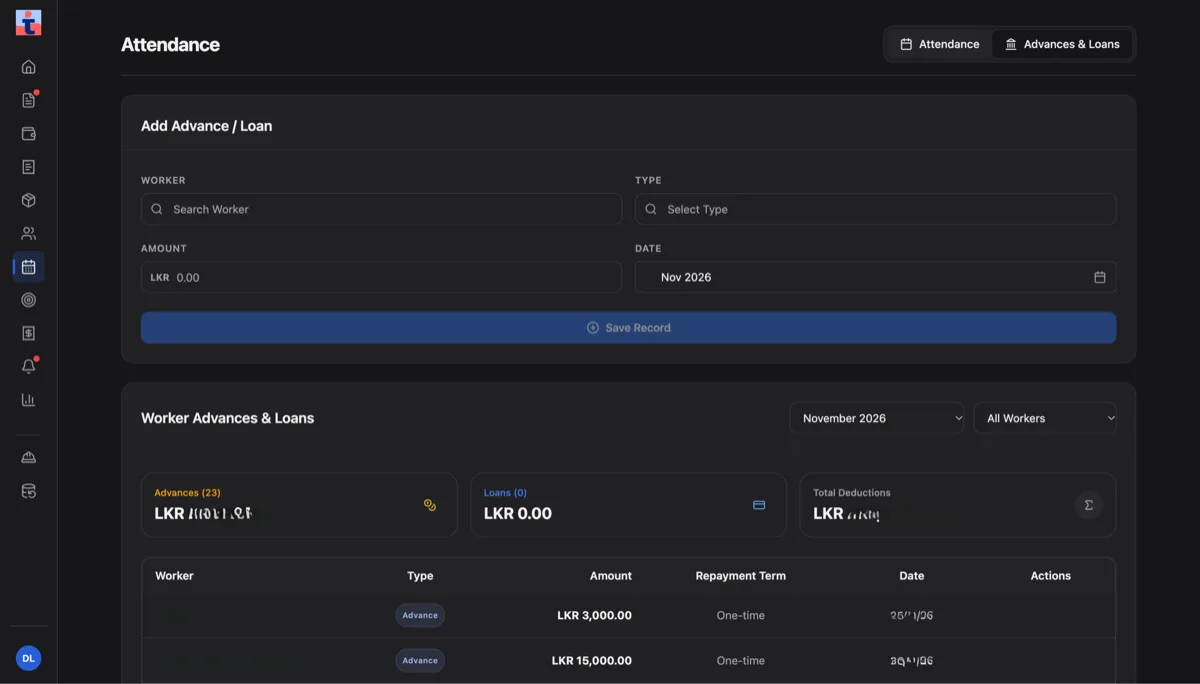 Attendance
Attendance
Advances & Loans
Add Advance / Loan
WORKER
TYPE
Search Worker
Select Type
AMOUNT
DATE
LKR 0.00
Nov 2026
Save Record
Worker Advances & Loans
November 2026
All Workers
Advances (23)
LKR
Loans (0)
LKR 0.00
Total Deductions
LKR
Σ
Worker Type Amount Repayment Term Date Actions
Advance LKR 3,000.00 One-time
Advance LKR 15,000.00 One-time
DL